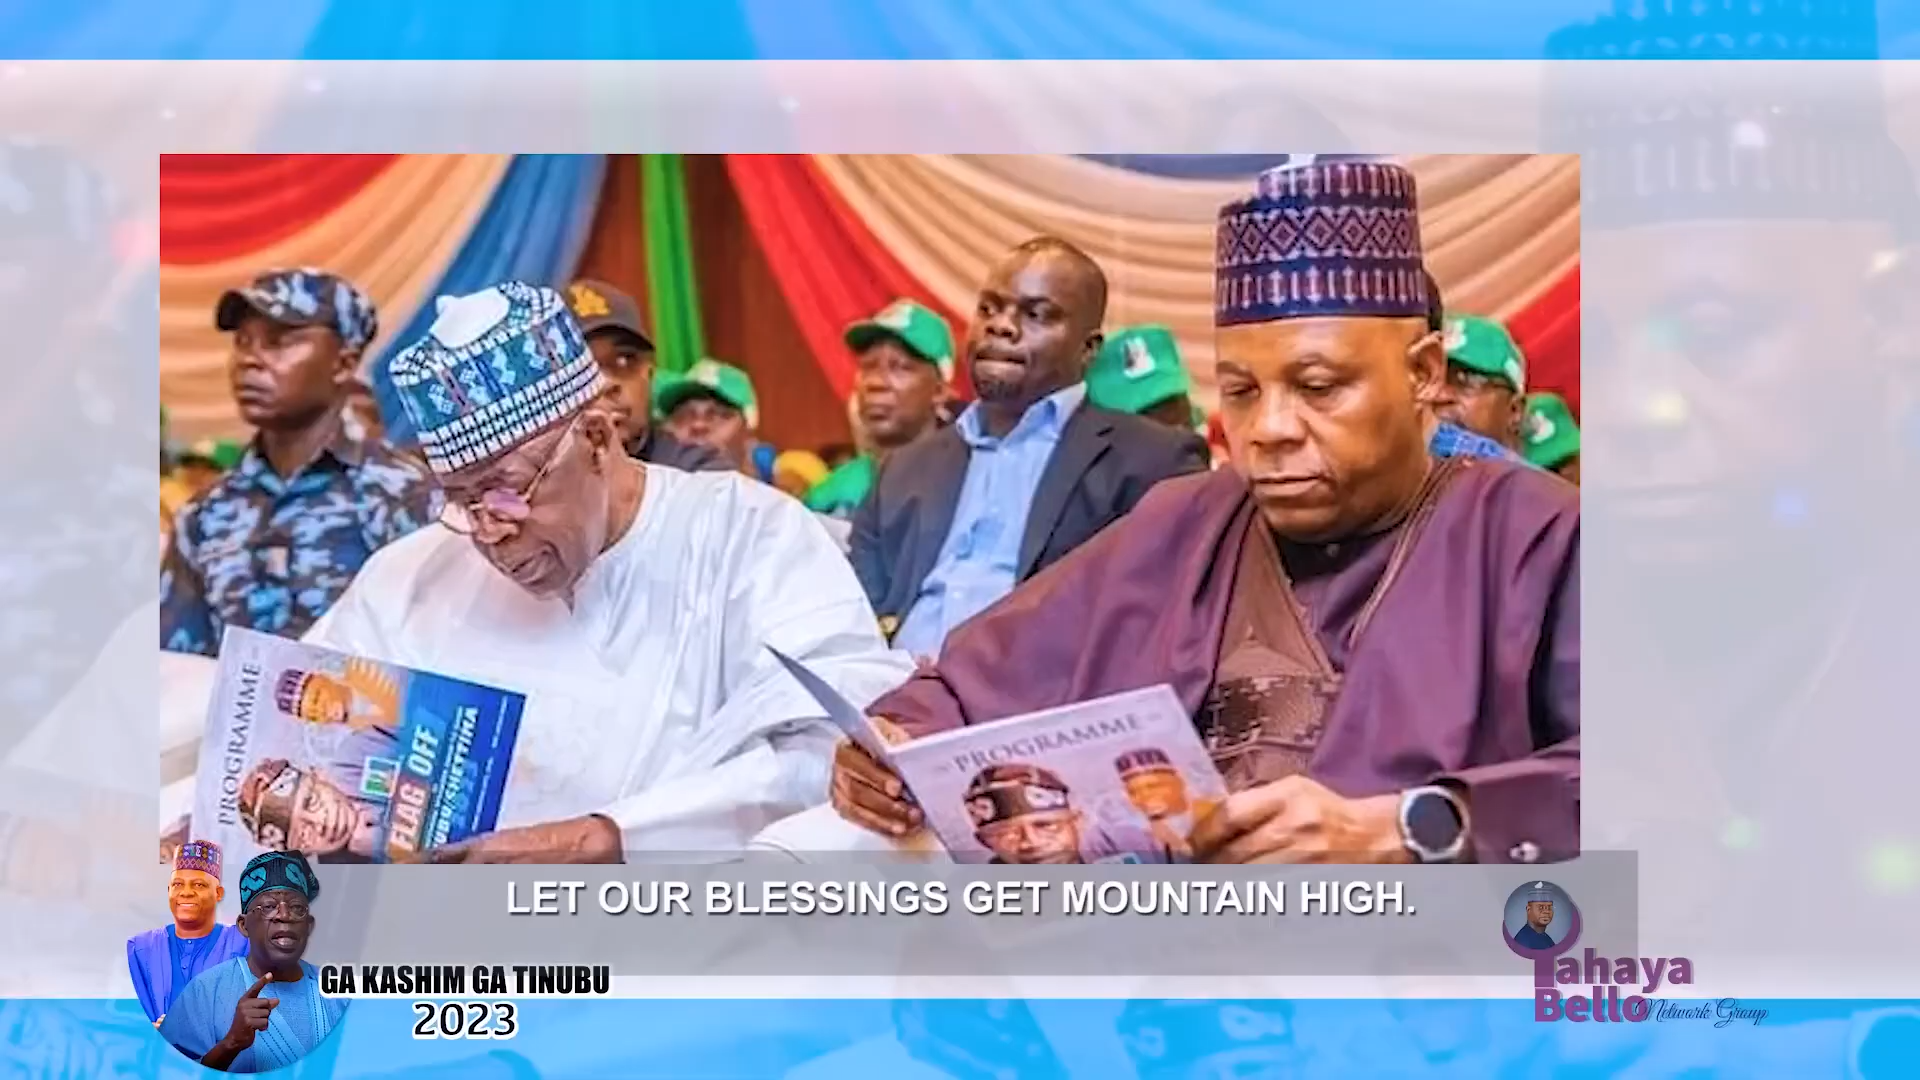 PROGRAMME
FLAG OFF
PROGRAMME
LET OUR BLESSINGS GET MOUNTAIN HIGH.
GA KASHIM GA TINUBU
2023
Yahaya
Bello
Network Group